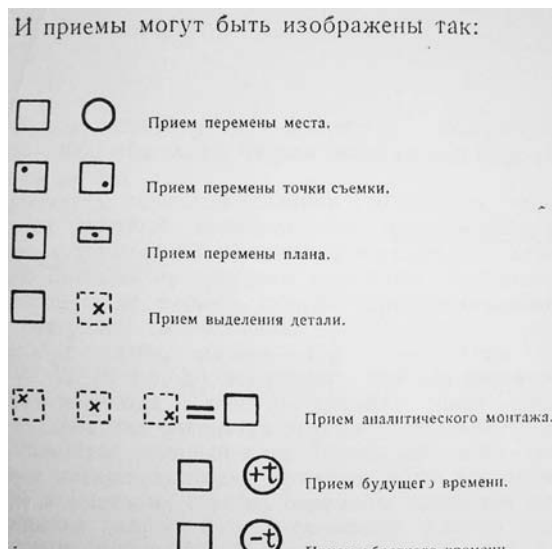 И приемы могут быть изображены так:
Прием перемены места.
Прием перемены точки съемки.
Прием перемены плана.
Прием выделения детали.
Прием аналитического монтажа.
+t Прием будущего времени.
-t